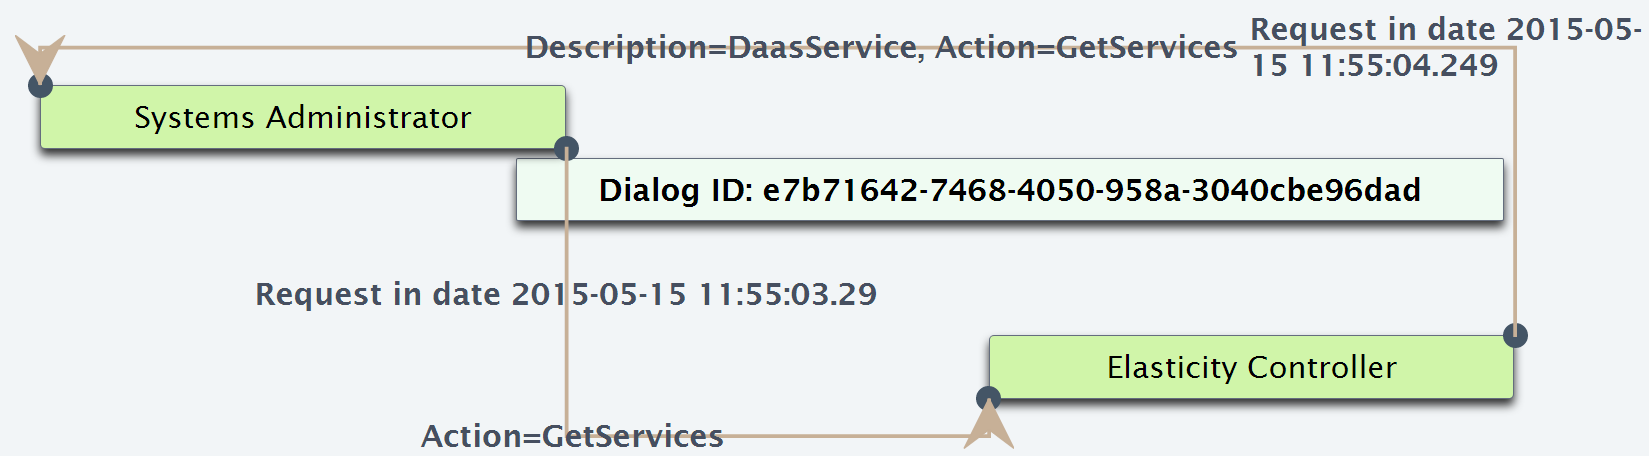 Description=DaasService, Action=GetServices
Request in date 2015-05-
15 11:55:04.249
Systems Administrator
Dialog ID: e7b71642-7468-4050-958a-3040cbe96dad
Request in date 2015-05-15 11:55:03.29
Elasticity Controller
Action=GetServices